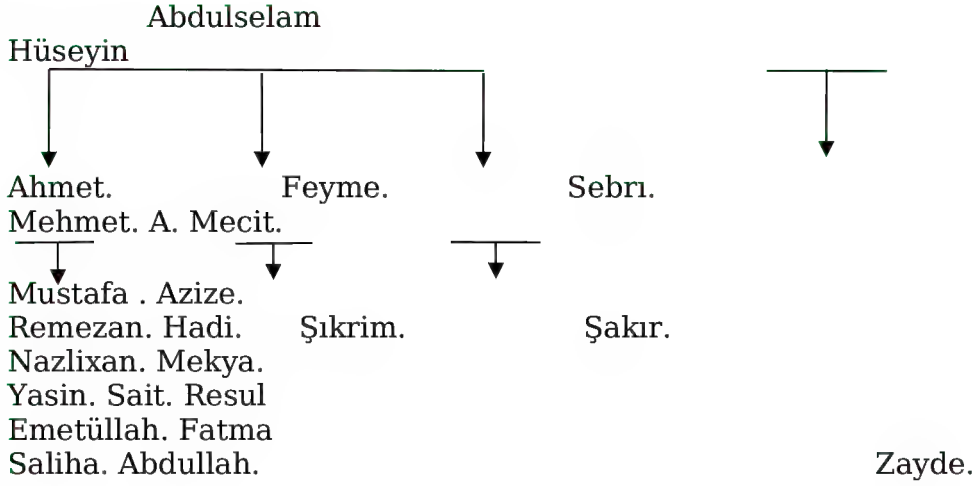 Abdulselam
Hüseyin
Ahmet. Feyme. Sebrı.
Mehmet. A. Mecit.
Mustafa . Azize.
Remezan. Hadi. Şıkrim. Şakır.
Nazlixan. Mekya.
Yasin. Sait. Resul
Emetüllah. Fatma
Saliha. Abdullah. Zayde.